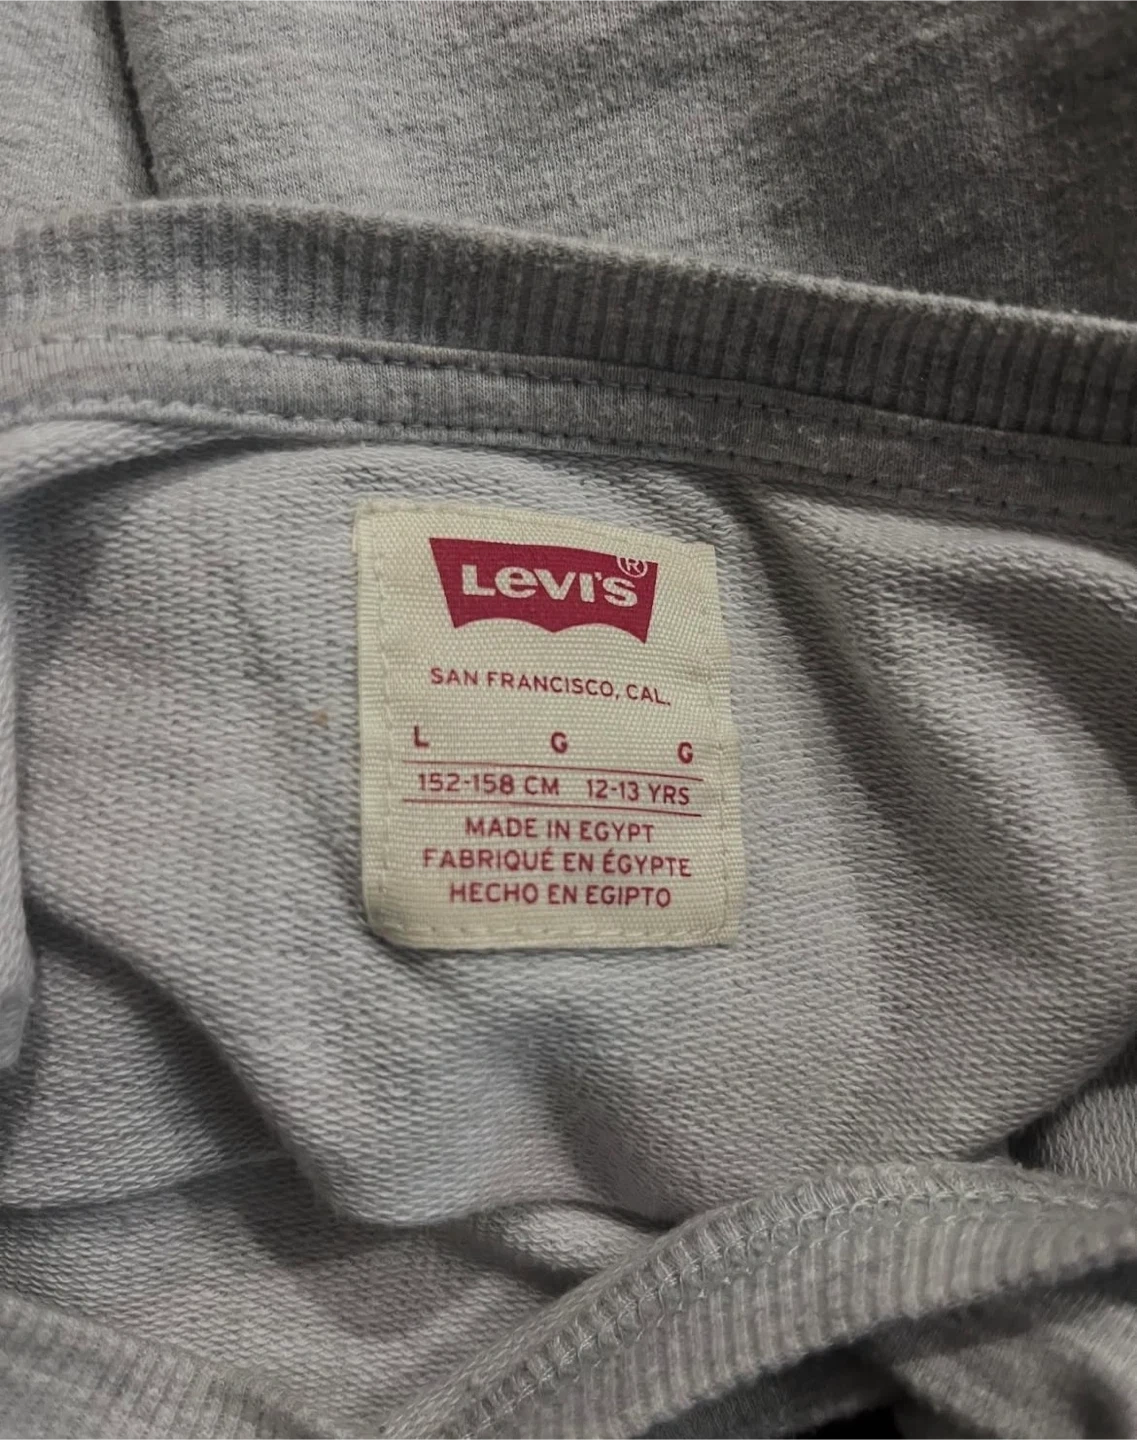 LEVI'S®
SAN FRANCISCO, CAL.
L G G
152-158 CM 12-13 YRS
MADE IN EGYPT
FABRIQUÉ EN ÉGYPTE
HECHO EN EGIPTO